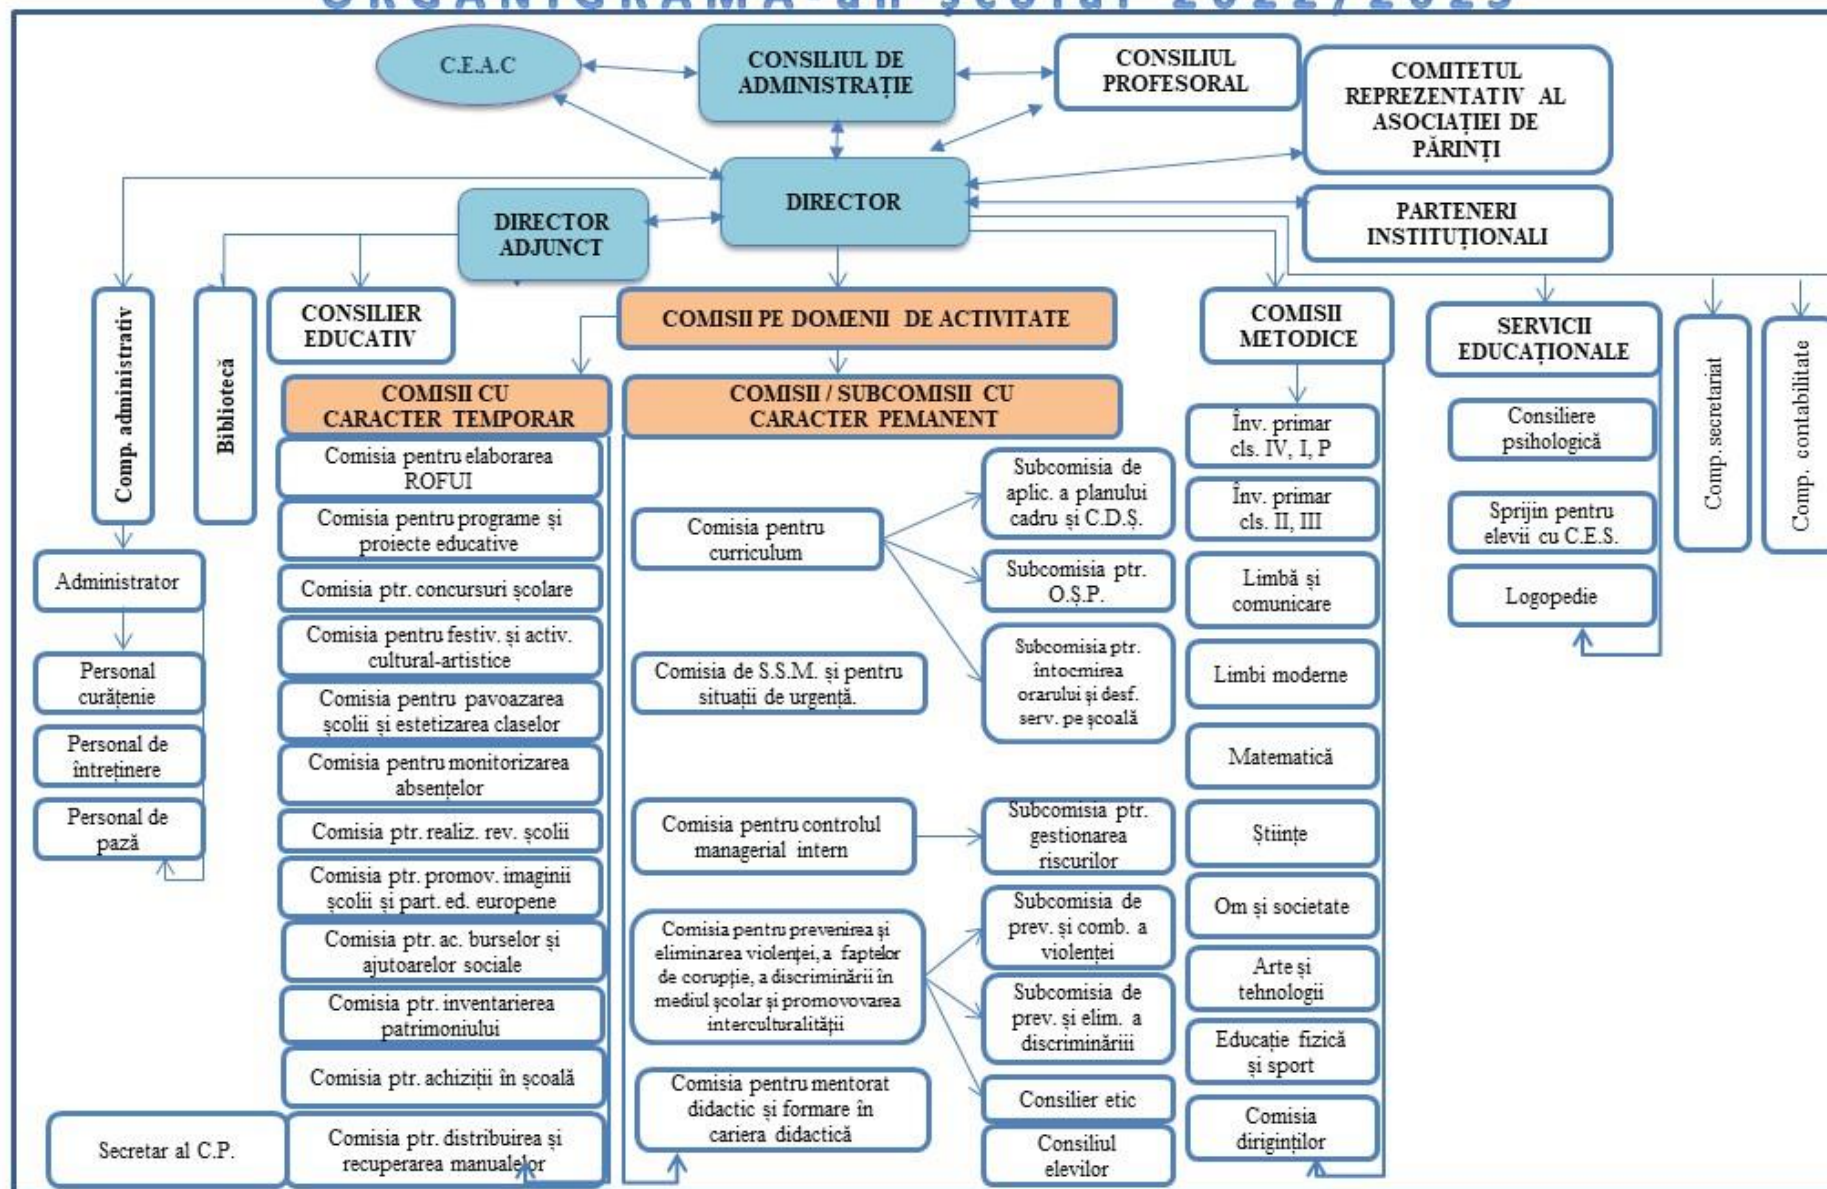 ORGANIGRAMA-an școlar 2022/2023
C.E.A.C
CONSILIUL DE
ADMINISTRAȚIE
CONSILIUL
PROFESORAL
COMITETUL
REPREZENTATIV AL
ASOCIAȚIEI DE
PĂRINȚI
DIRECTOR
DIRECTOR
ADJUNCT
PARTENERI
INSTITUȚIONALI
Comp. administrativ
Bibliotecă
CONSILIER
EDUCATIV
COMISII PE DOMENII DE ACTIVITATE
COMISII
METODICE
SERVICII
EDUCAȚIONALE
Comp. secretariat
Comp. contabilitate
Administrator
Personal
curățenie
Personal de
întreținere
Personal de
pază
COMISII CU
CARACTER TEMPORAR
Comisia pentru elaborarea
ROFUI
Comisia pentru programe și
proiecte educative
Comisia ptr. concursuri școlare
Comisia pentru festiv. și activ.
cultural-artistice
Comisia pentru pavoazarea
școlii și estetizarea claselor
Comisia pentru monitorizarea
absențelor
Comisia ptr. realiz. rev. școlii
Comisia ptr. promov. imaginii
școlii și part. ed. europene
Comisia ptr. ac. burselor și
ajutoarelor sociale
Comisia ptr. inventarierea
patrimoniului
Comisia ptr. achiziții în școală
Secretar al C.P.
Comisia ptr. distribuirea și
recuperarea manualelor
COMISII / SUBCOMISII CU
CARACTER PEMANENT
Comisia pentru
curriculum
Subcomisia de
aplic. a planului
cadru și C.D.Ș.
Subcomisia ptr.
O.Ș.P.
Subcomisia ptr.
întocmirea
orarului și desf.
serv. pe școală
Comisia de S.S.M. și pentru
situații de urgență.
Comisia pentru controlul
managerial intern
Subcomisia ptr.
gestionarea
riscurilor
Comisia pentru prevenirea și
eliminarea violenței, a faptelor
de corupție, a discriminării în
mediul școlar și promovovarea
interculturalității
Subcomisia de
prev. și comb. a
violenței
Subcomisia de
prev. și elim. a
discriminăriii
Consilier etic
Consiliul
elevilor
Comisia pentru mentorat
didactic și formare în
cariera didactică
Înv. primar
cls. IV, I, P
Înv. primar
cls. II, III
Limbă și
comunicare
Limbi moderne
Matematică
Științe
Om și societate
Arte și
tehnologii
Educație fizică
și sport
Comisia
diriginților
Consiliere
psihologică
Sprijin pentru
elevii cu C.E.S.
Logopedie